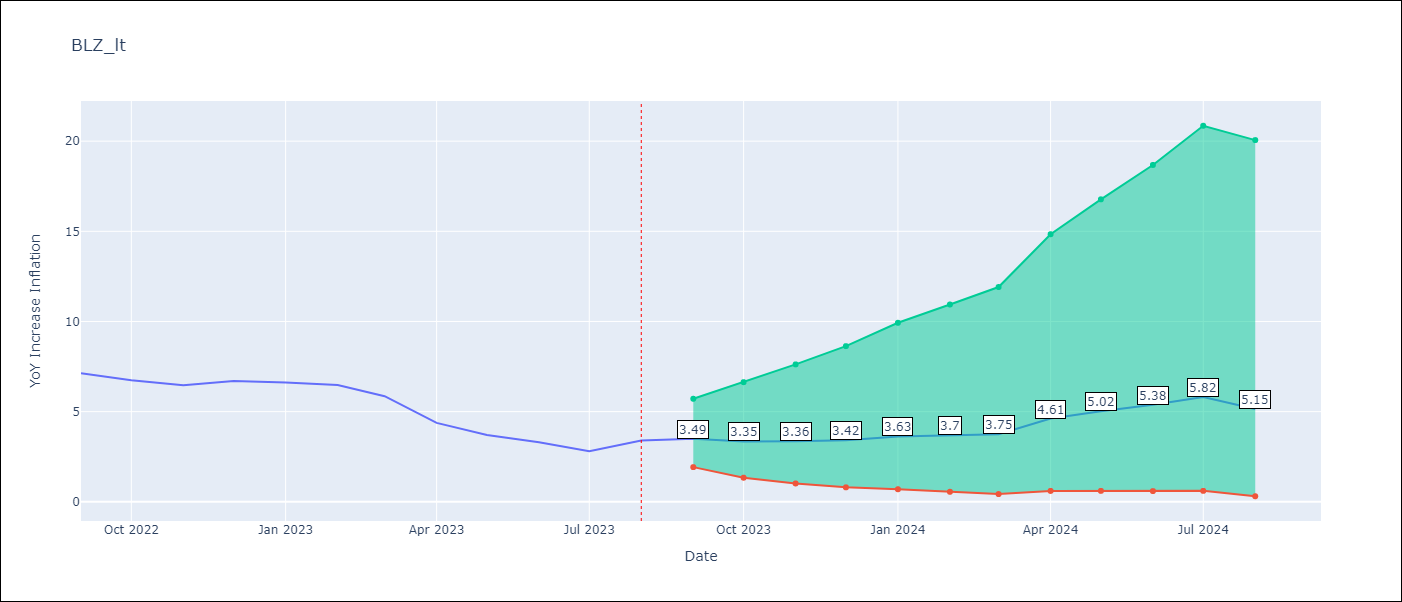 BLZ_lt
YoY Increase Inflation
20
15
10
5
0
3.49
3.35
3.36
3.42
3.63
3.7
3.75
4.61
5.02
5.38
5.82
5.15
Oct 2022
Jan 2023
Apr 2023
Jul 2023
Oct 2023
Jan 2024
Apr 2024
Jul 2024
Date